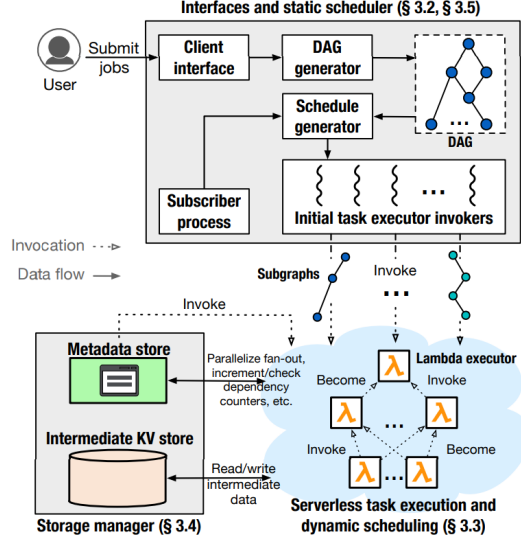 Interfaces and static scheduler (§ 3.2, § 3.5)
Submit
jobs
User
Client
interface
DAG
generator
...
DAG
Schedule
generator
Subscriber
process
...
Initial task executor invokers
Invocation
Data flow
Subgraphs
Invoke
...
Invoke
Metadata store
Parallelize fan-out,
increment/check
dependency
counters, etc.
Lambda executor
λ
Become
Invoke
λ
...
λ
Intermediate KV store
Invoke
Become
λ
...
λ
Read/write
intermediate
data
Storage manager (§ 3.4)
Serverless task execution and
dynamic scheduling (§ 3.3)